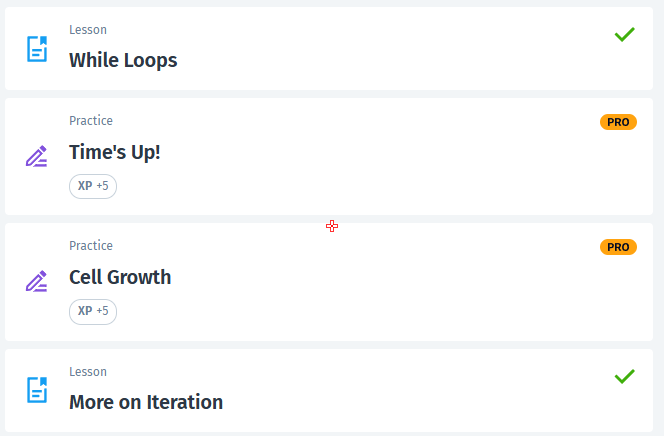 Lesson
While Loops
Practice
PRO
Time's Up!
XP +5
Practice
PRO
Cell Growth
XP +5
Lesson
More on Iteration